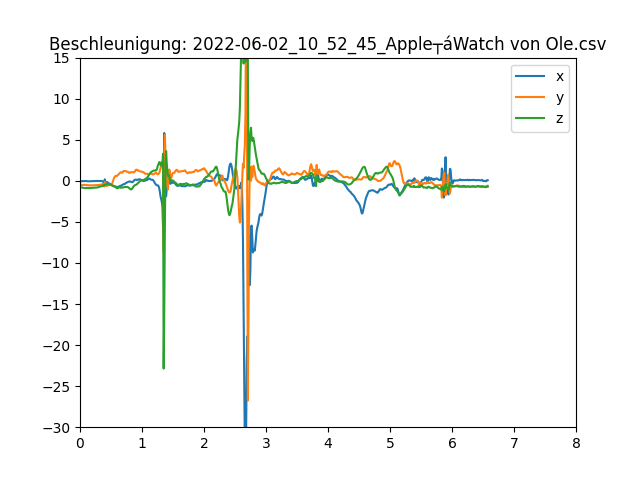 Beschleunigung: 2022-06-02_10_52_45_Apple┬áWatch von Ole.csv
15
10
5
0
−5
−10
−15
−20
−25
−30
0 1 2 3 4 5 6 7 8
x
y
z